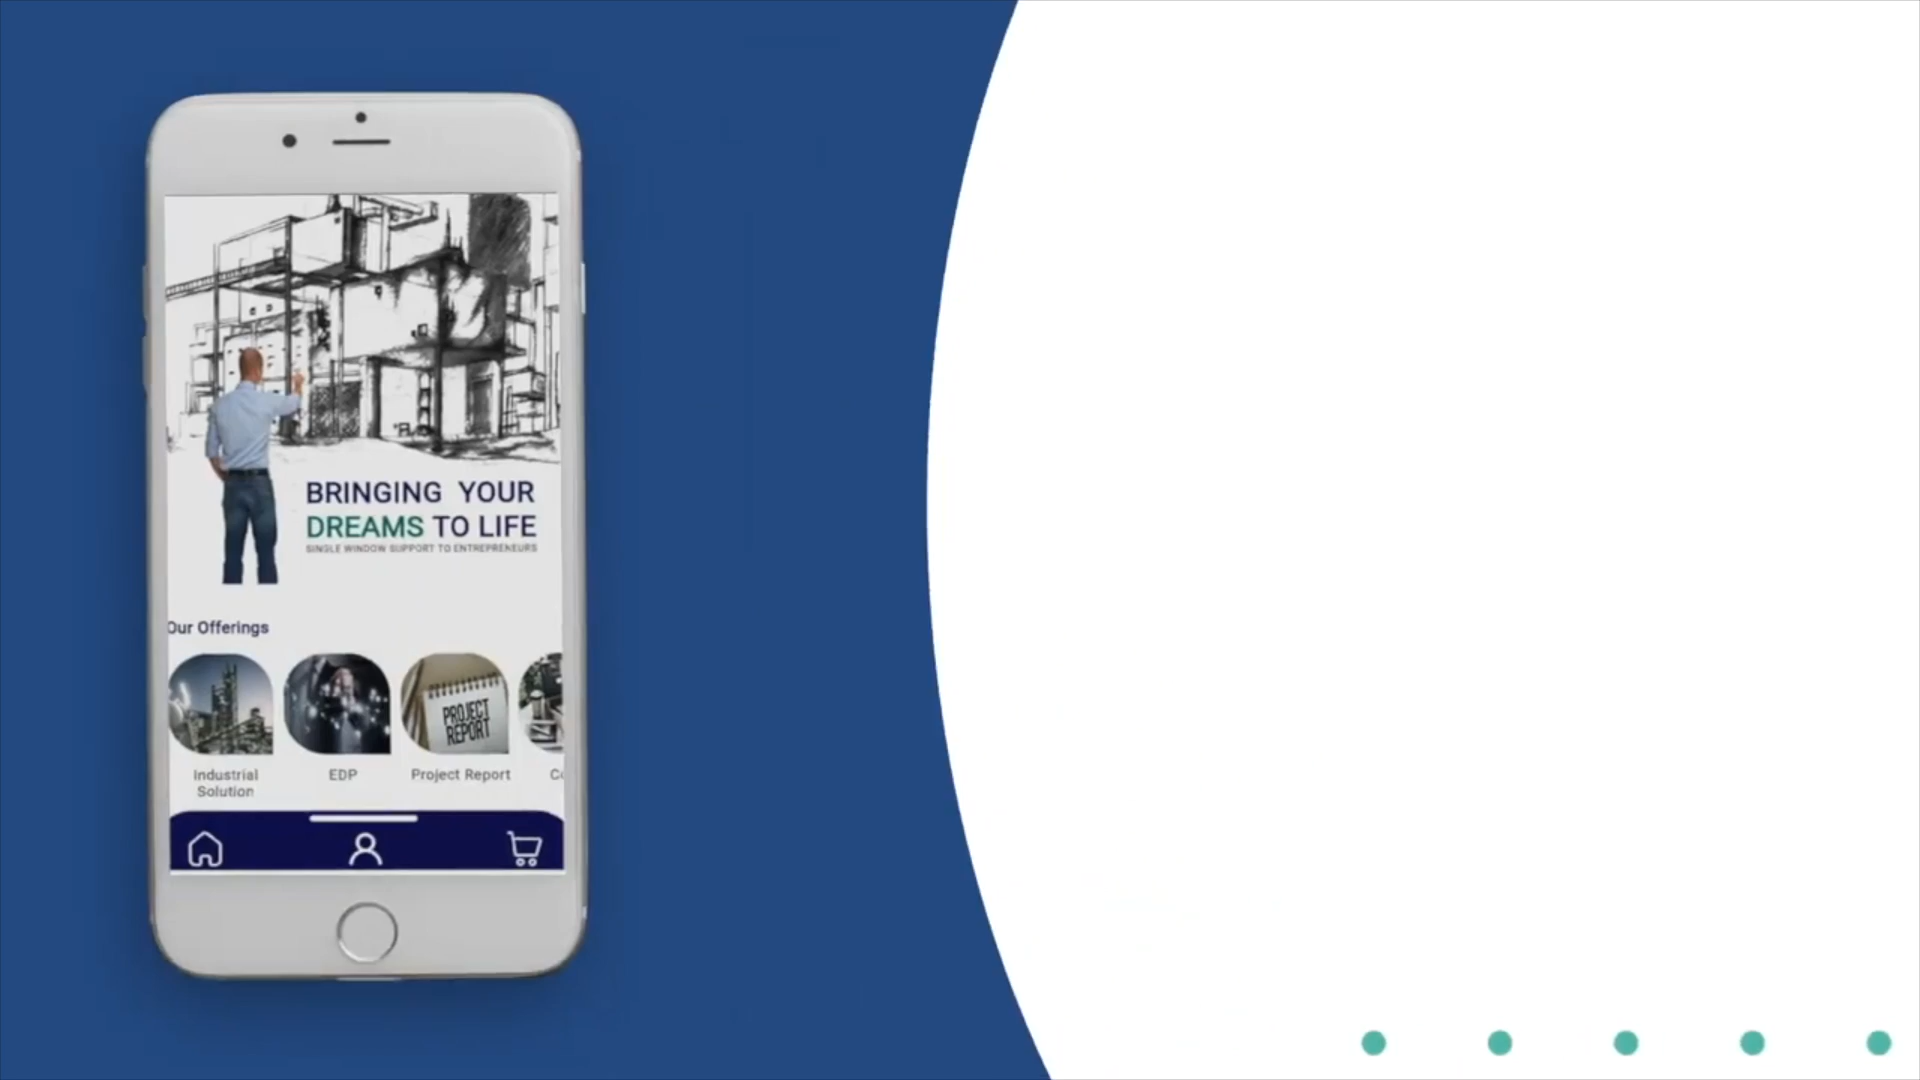 BRINGING YOUR
DREAMS TO LIFE
SINGLE WINDOW SUPPORT TO ENTREPRENEURS
Our Offerings
PROJECT
REPORT
Industrial
Solution
EDP
Project Report